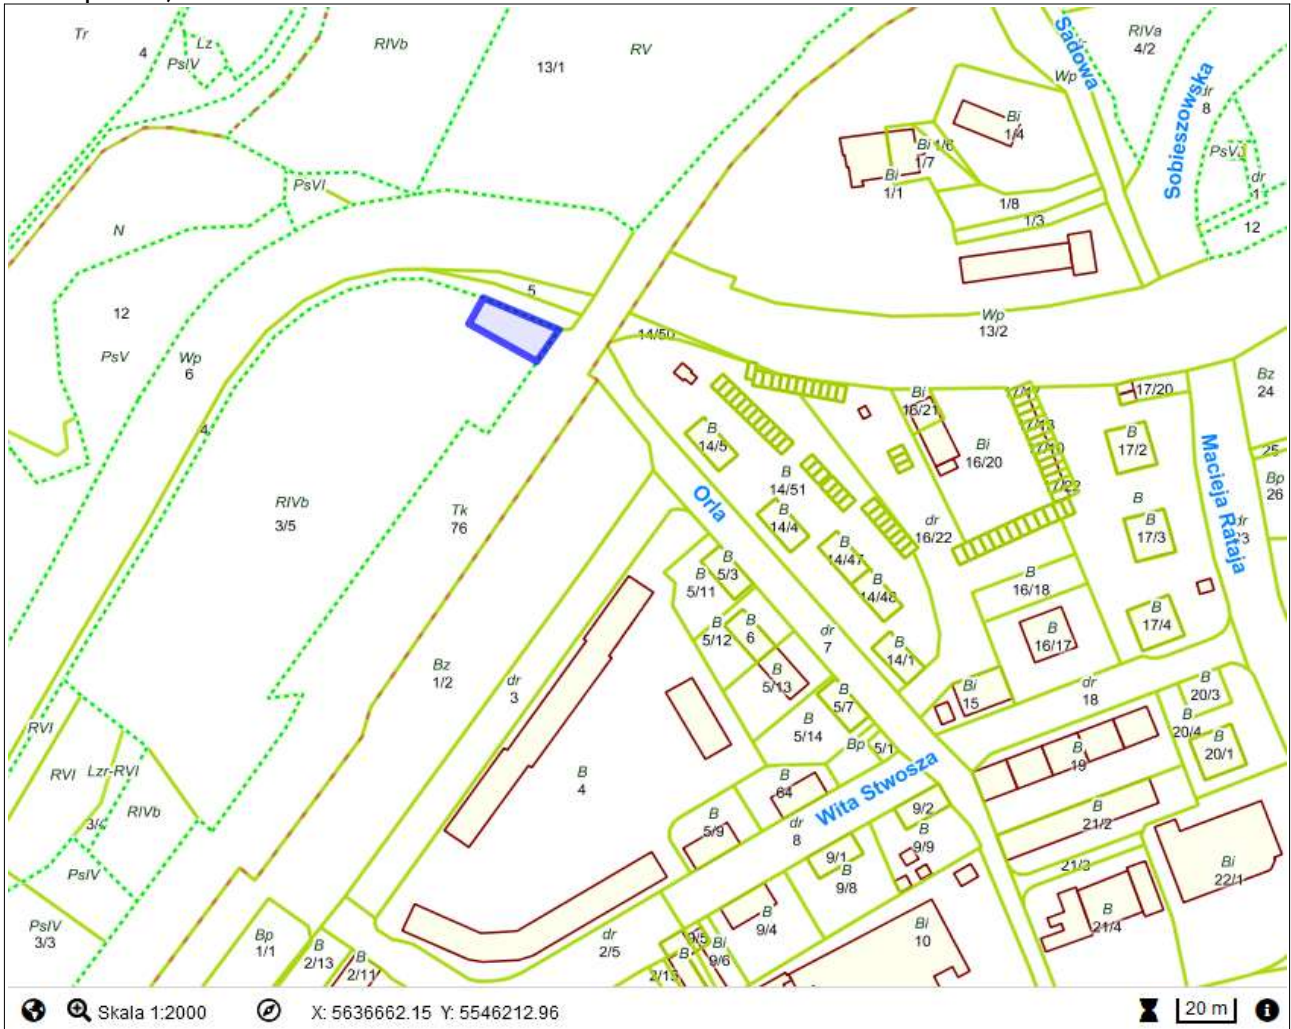 Tr
4
Lz
PsIV
RIVb
13/1
RV
Wp
Sadowa
RIVa
4/2
dr
8
Sobieszowska
Bi
1/4
Bi 1/6
1/7
Bi
1/1
1/8
1/3
dr
12
PsVI
N
12
PsV
Wp
6
4
5
14/50
Wp
13/2
Bz
24
25
Bp
26
17/20
B
17/2
Bi
16/21
Bi
16/20
B
14/5
B
14/51
B
14/4
Orla
dr
16/22
B
B
17/3
Macieja Rataja
RIVb
3/5
Tk
76
B
14/47
B
14/48
B
5/3
B
5/11
B
5/12
B
6
B
5/13
dr
7
B
14/1
B
16/18
B
16/17
B
17/4
Bz
1/2
dr
3
B
5/7
B
5/14
Bp
5/1
Bi
15
dr
18
B
20/3
B
20/4
B
20/1
B
19
RVI
RVI
Lzr-RVI
RIVb
B
4
B
64
Wita Stwosza
dr
8
B
5/9
9/2
B
9/9
9/1
B
9/8
B
21/2
21/3
Bi
22/1
PsIV
PsIV
3/3
Bp
1/1
B
2/13
B
2/11
dr
2/5
B
9/4
9/5
B
Bi
9/6
Bi
10
B
21/4
Skala 1:2000
X: 5636662.15 Y: 5546212.96
20 m